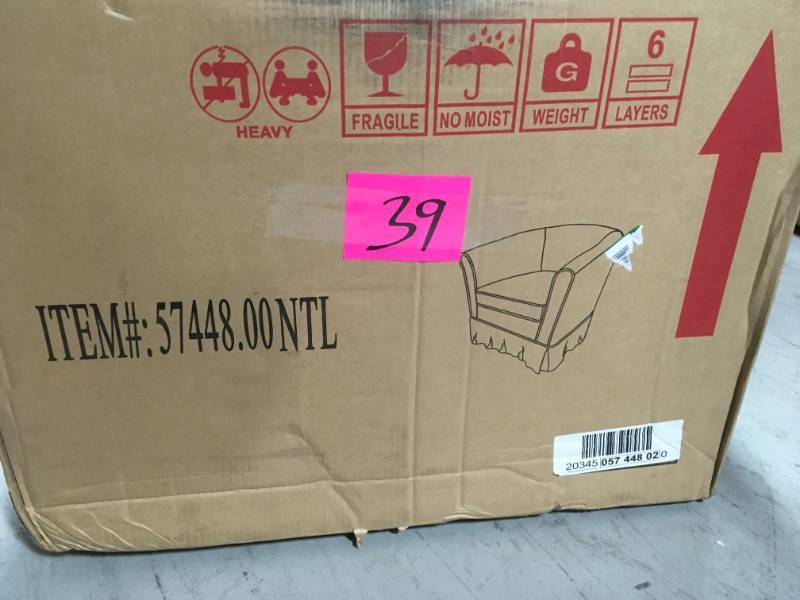 HEAVY
FRAGILE
NO MOIST
G
WEIGHT
6
LAYERS
39
ITEM#: 57448.00NTL
20345 057 448 02 0